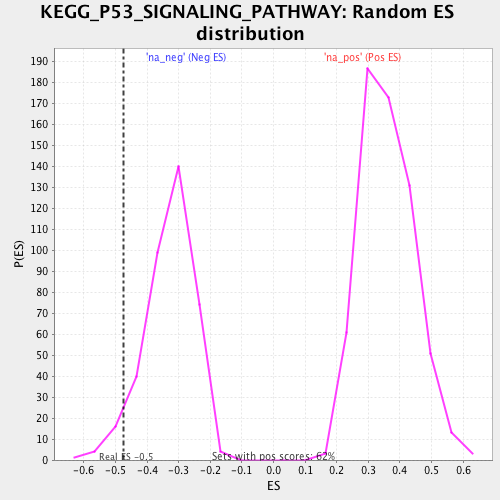 KEGG_P53_SIGNALING_PATHWAY: Random ES
distribution
'na_neg' (Neg ES)
'na_pos' (Pos ES)
190
180
170
160
150
140
130
120
110
100
90
80
70
60
50
40
30
20
10
0
P(ES)
Real ES -0.5
Sets with pos scores: 62%
-0.6 -0.5 -0.4 -0.3 -0.2 -0.1 0.0 0.1 0.2 0.3 0.4 0.5 0.6
ES